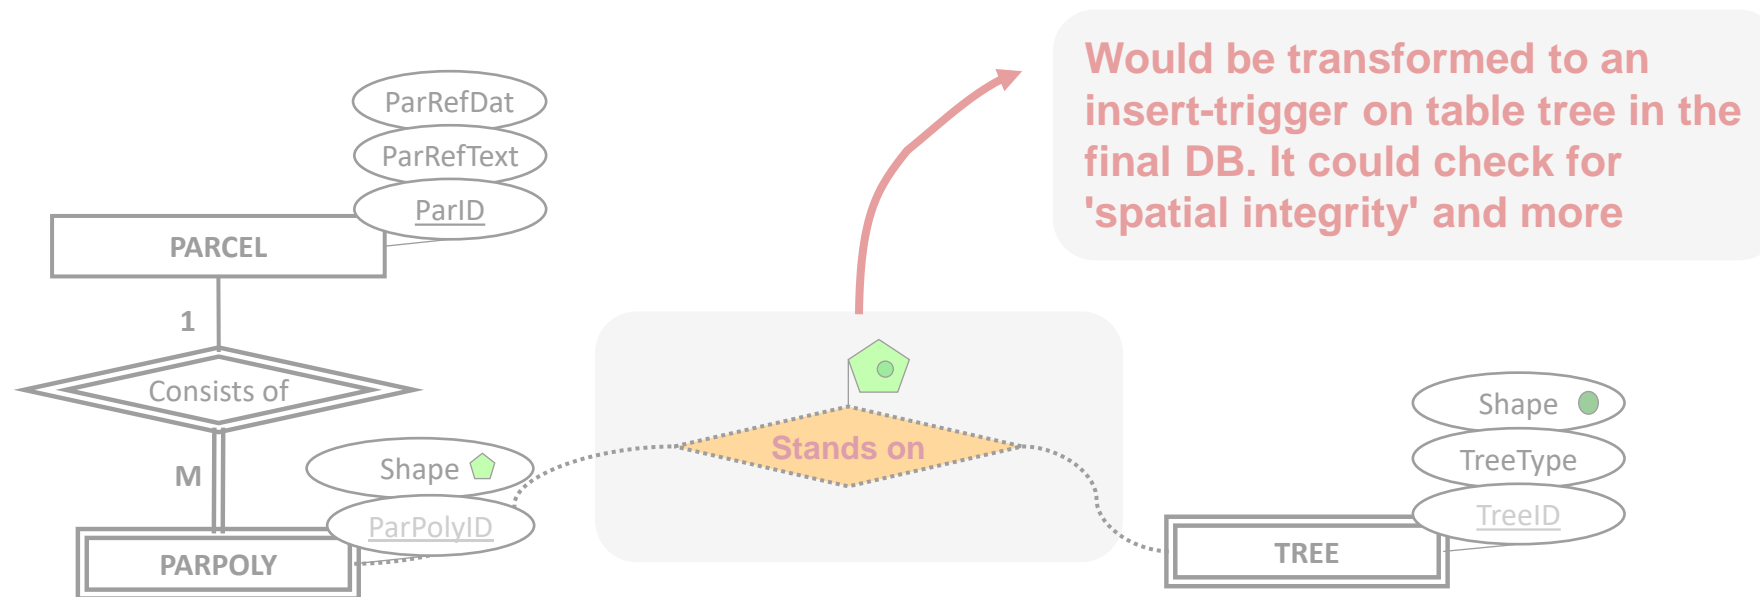 Would be transformed to an
insert-trigger on table tree in the
final DB. It could check for
'spatial integrity' and more
ParRefDat
ParRefText
ParID
PARCEL
1
Consists of
M
Shape
ParPolyID
PARPOLY
Stands on
Shape
TreeType
TreeID
TREE